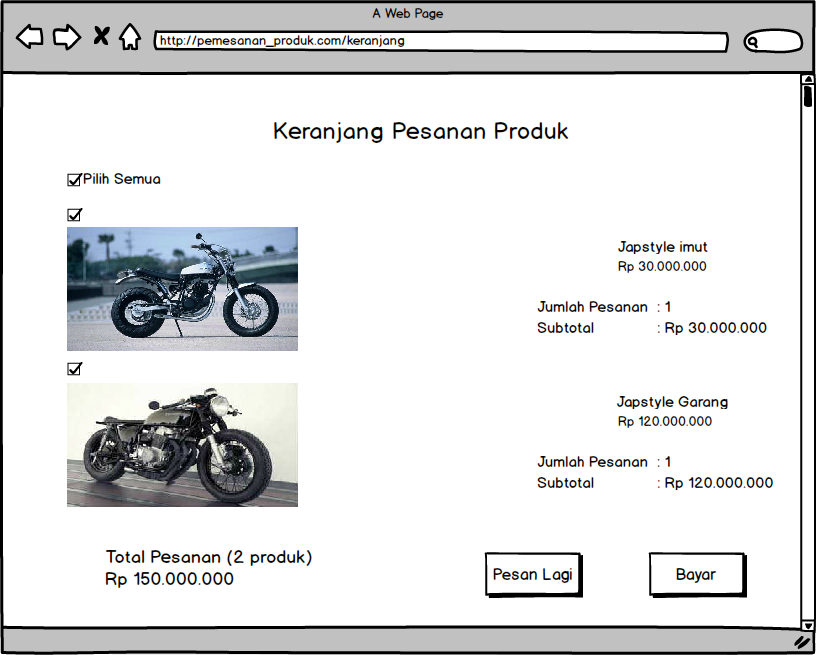 A Web Page
http://pemesanan_produk.com/keranjang
Keranjang Pesanan Produk
Pilih Semua
Japstyle imut
Rp 30.000.000
Jumlah Pesanan : 1
Subtotal : Rp 30.000.000
Japstyle Garang
Rp 120.000.000
Jumlah Pesanan : 1
Subtotal : Rp 120.000.000
Total Pesanan (2 produk)
Rp 150.000.000
Pesan Lagi
Bayar